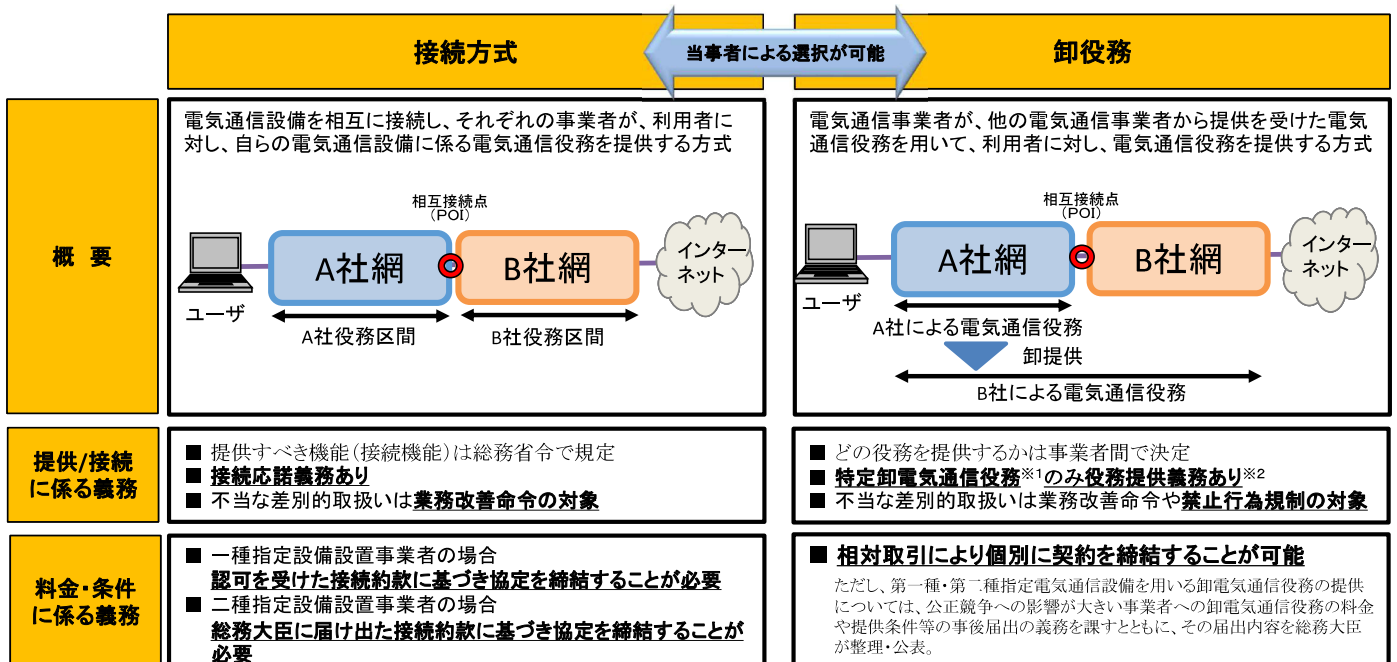 接続方式
当事者による選択が可能
卸役務
概 要
電気通信設備を相互に接続し、それぞれの事業者が、利用者に
対し、自らの電気通信設備に係る電気通信役務を提供する方式
相互接続点
(POI)
A社網
B社網
インター
ネット
ユーザ
A社役務区間
B社役務区間
電気通信事業者が、他の電気通信事業者から提供を受けた電気
通信役務を用いて、利用者に対し、電気通信役務を提供する方式
相互接続点
(POI)
A社網
B社網
インター
ネット
ユーザ
A社による電気通信役務
卸提供
B社による電気通信役務
提供/接続
に係る義務
■ 提供すべき機能(接続機能)は総務省令で規定
■ 接続応諾義務あり
■ 不当な差別的取扱いは業務改善命令の対象
■ どの役務を提供するかは事業者間で決定
■ 特定卸電気通信役務※1のみ役務提供義務あり※2
■ 不当な差別的取扱いは業務改善命令や禁止行為規制の対象
料金・条件
に係る義務
■ 一種指定設備設置事業者の場合
認可を受けた接続約款に基づき協定を締結することが必要
■ 二種指定設備設置事業者の場合
総務大臣に届け出た接続約款に基づき協定を締結することが
必要
■ 相対取引により個別に契約を締結することが可能
ただし、第一種・第二種指定電気通信設備を用いる卸電気通信役務の提供
については、公正競争への影響が大きい事業者への卸電気通信役務の料金
や提供条件等の事後届出の義務を課すとともに、その届出内容を総務大臣
が整理・公表。